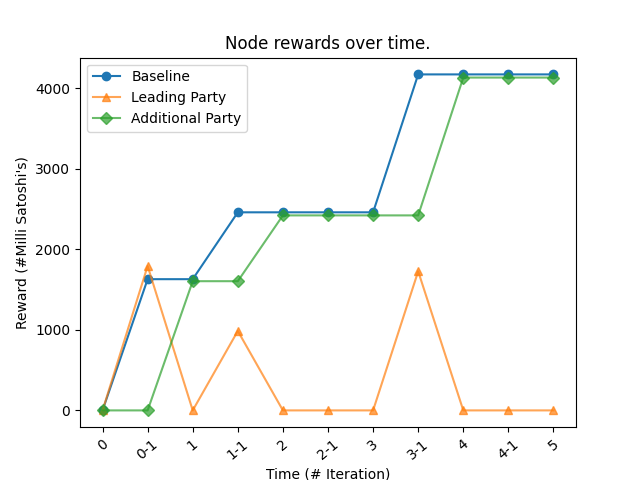 Node rewards over time.
Baseline
Leading Party
Additional Party
Reward (#Milli Satoshi's)
4000
3000
2000
1000
0
0
0-1
1
1-1
2
2-1
3
3-1
4
4-1
5
Time (# Iteration)